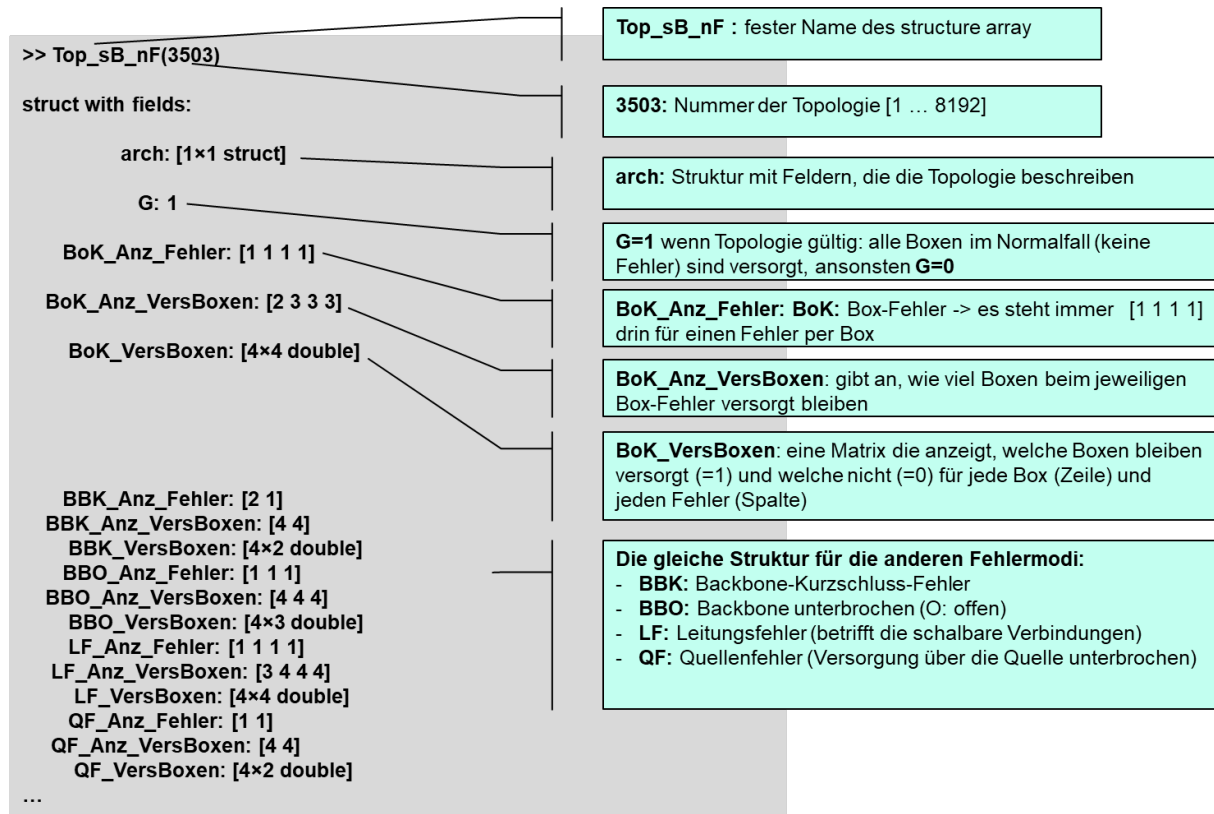 >> Top_sB_nF(3503)
struct with fields:
arch: [1×1 struct]
G: 1
BoK_Anz_Fehler: [1 1 1 1]
BoK_Anz_VersBoxen: [2 3 3 3]
BoK_VersBoxen: [4×4 double]
BBK_Anz_Fehler: [2 1]
BBK_Anz_VersBoxen: [4 4]
BBK_VersBoxen: [4×2 double]
BBO_Anz_Fehler: [1 1 1]
BBO_Anz_VersBoxen: [4 4 4]
BBO_VersBoxen: [4×3 double]
LF_Anz_Fehler: [1 1 1 1]
LF_Anz_VersBoxen: [3 4 4 4]
LF_VersBoxen: [4×4 double]
QF_Anz_Fehler: [1 1]
QF_Anz_VersBoxen: [4 4]
QF_VersBoxen: [4×2 double]
...
Top_sB_nF : fester Name des structure array
3503: Nummer der Topologie [1 … 8192]
arch: Struktur mit Feldern, die die Topologie beschreiben
G=1 wenn Topologie gültig: alle Boxen im Normalfall (keine
Fehler) sind versorgt, ansonsten G=0
BoK_Anz_Fehler: BoK: Box-Fehler -> es steht immer [1 1 1 1]
drin für einen Fehler per Box
BoK_Anz_VersBoxen: gibt an, wie viel Boxen beim jeweiligen
Box-Fehler versorgt bleiben
BoK_VersBoxen: eine Matrix die anzeigt, welche Boxen bleiben
versorgt (=1) und welche nicht (=0) für jede Box (Zeile) und
jeden Fehler (Spalte)
Die gleiche Struktur für die anderen Fehlermodi:
- BBK: Backbone-Kurzschluss-Fehler
- BBO: Backbone unterbrochen (O: offen)
- LF: Leitungsfehler (betrifft die schalbare Verbindungen)
- QF: Quellenfehler (Versorgung über die Quelle unterbrochen)